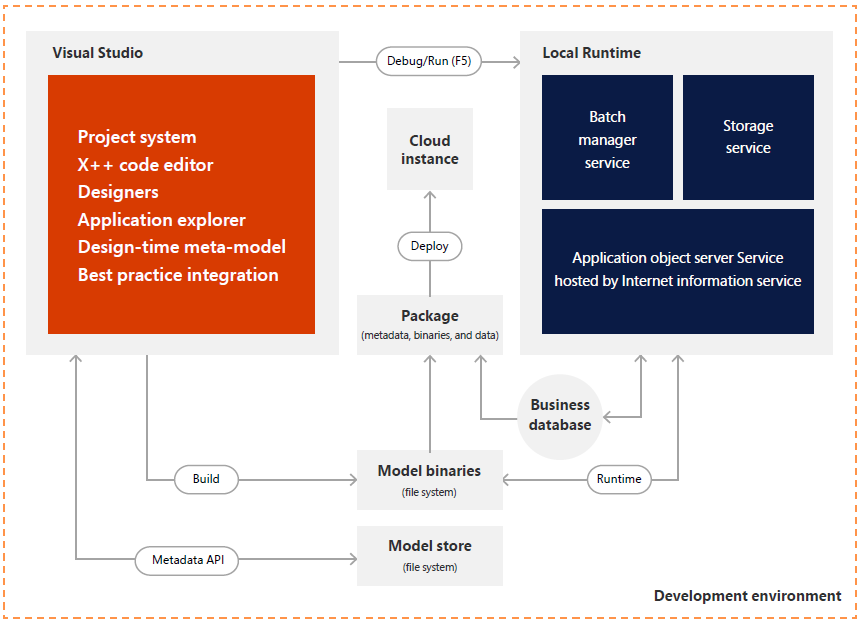 Visual Studio
Project system
X++ code editor
Designers
Application explorer
Design-time meta-model
Best practice integration
Debug/Run (F5)
Local Runtime
Batch
manager
service
Storage
service
Application object server Service
hosted by Internet information service
Cloud
instance
Deploy
Package
(metadata, binaries, and data)
Business
database
Model binaries
(file system)
Build
Runtime
Model store
(file system)
Metadata API
Development environment